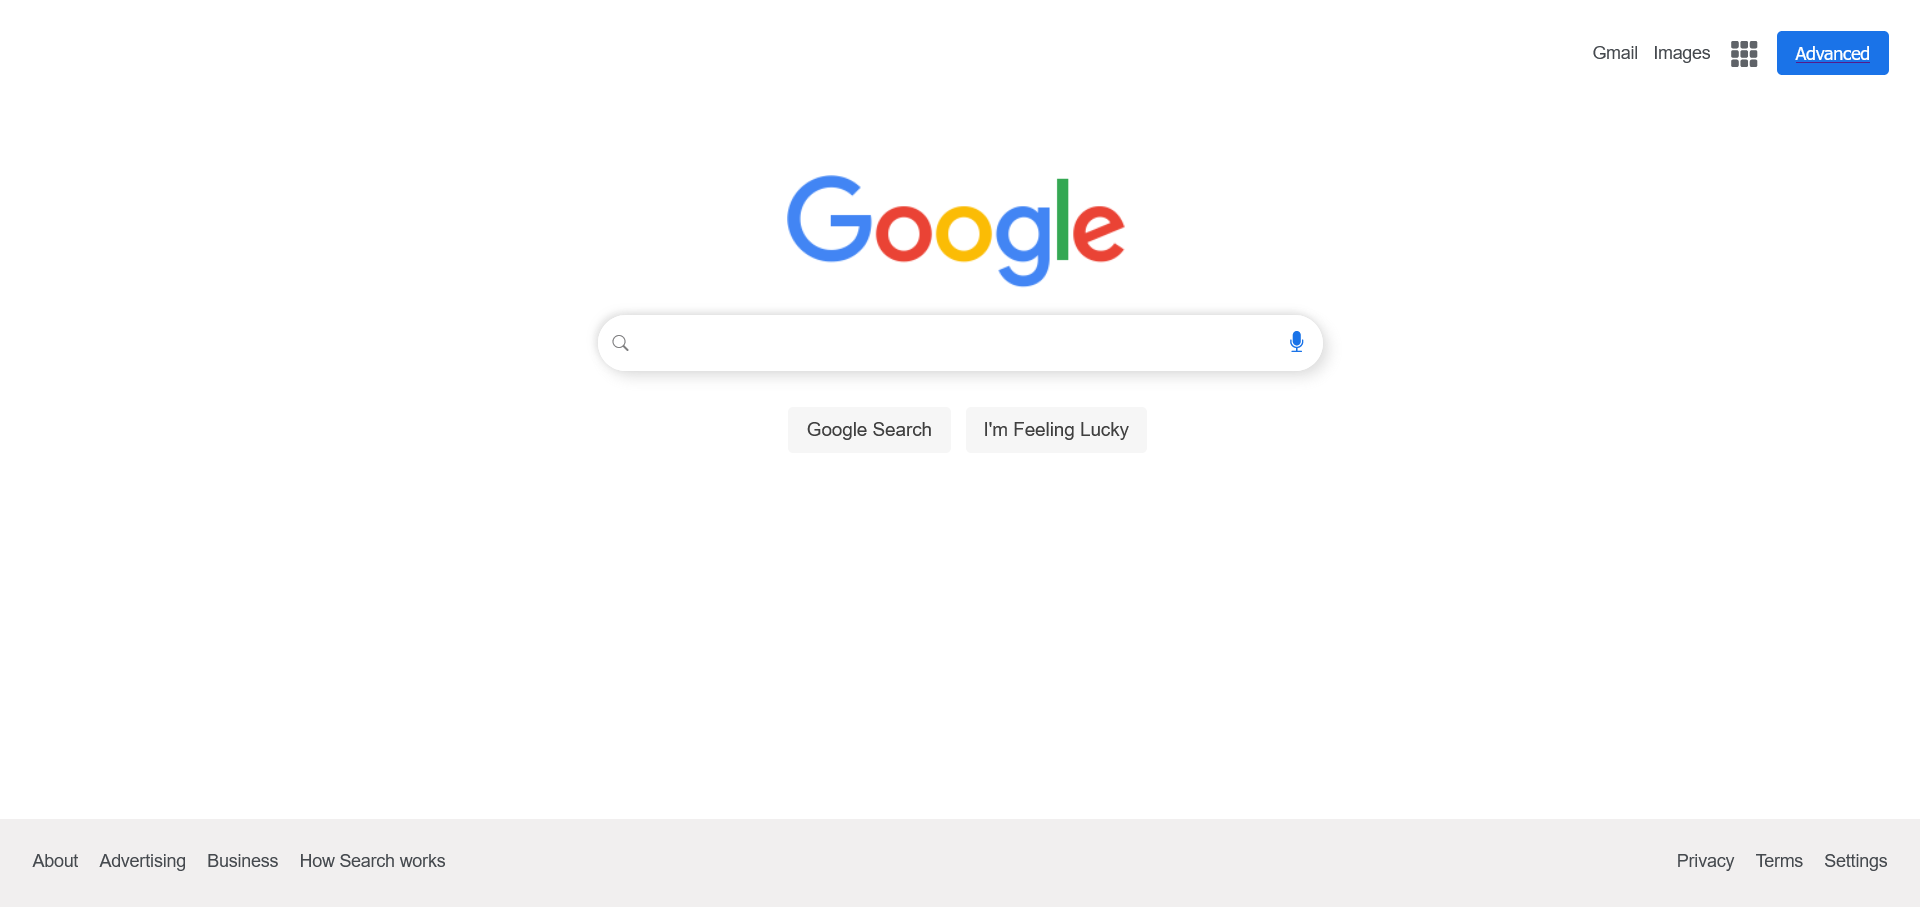 Gmail Images Advanced
Google
Google Search I'm Feeling Lucky
About Advertising Business How Search works Privacy Terms Settings